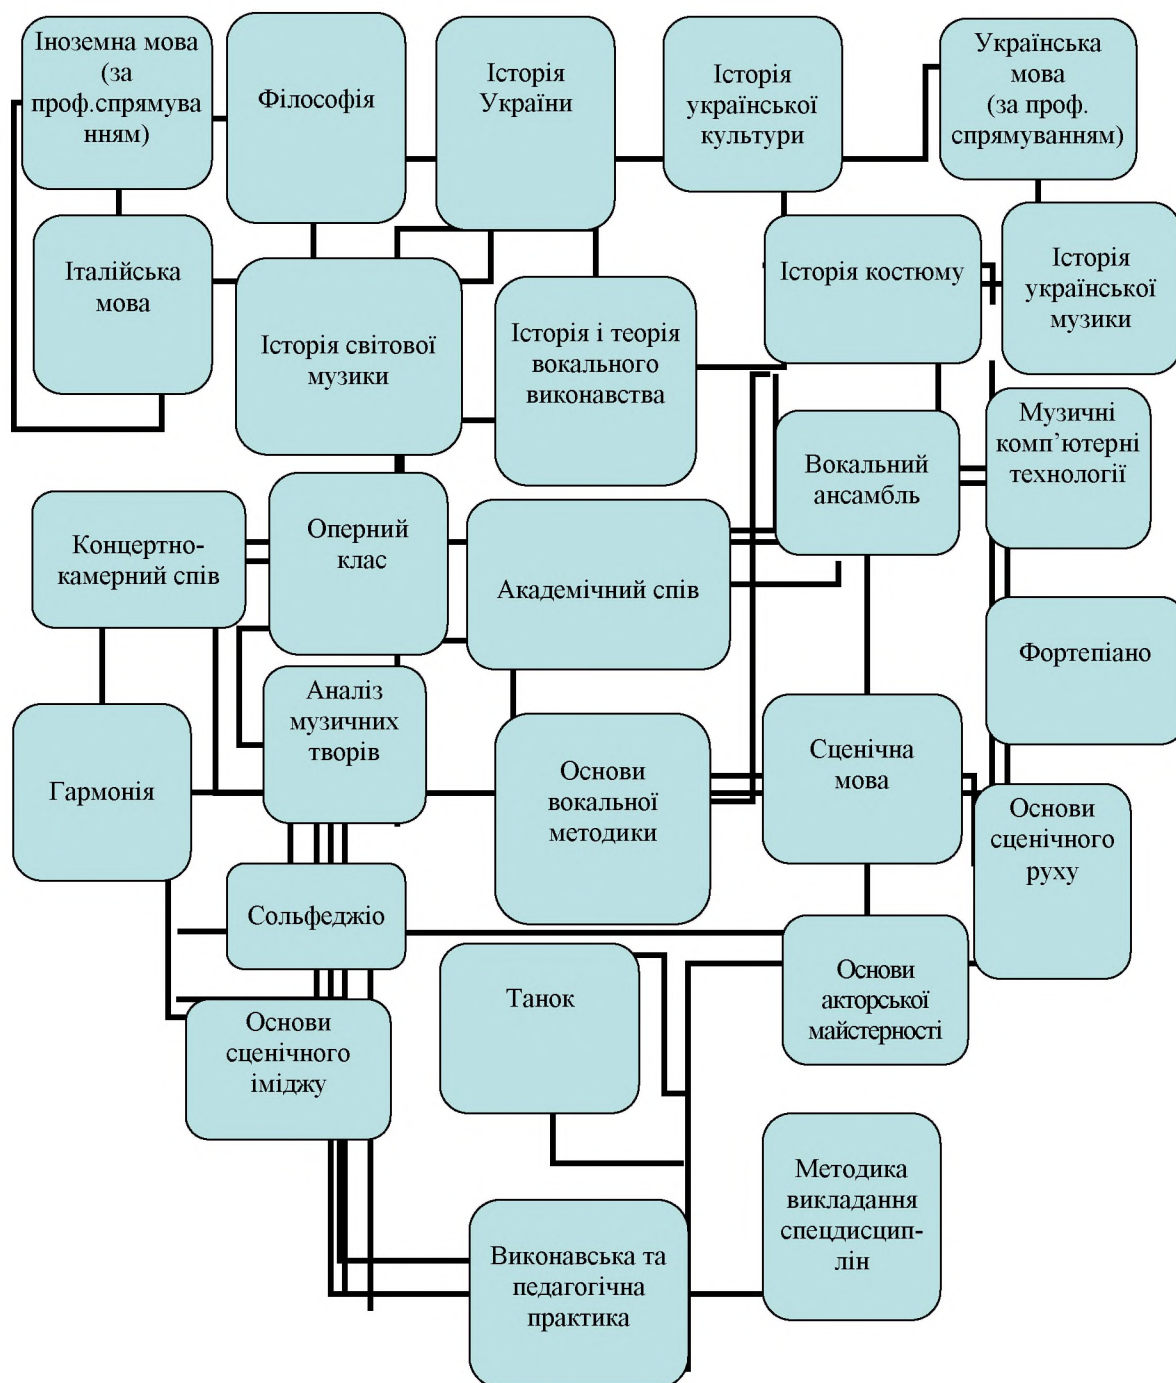 Іноземна мова
(за
проф.спрямува
нням)
Філософія
Історія
України
Історія
української
культури
Українська
мова
(за проф.
спрямуванням)
Італійська
мова
Історія світової
музики
Історія і теорія
вокального
виконавства
Історія костюму
Історія
української
музики
Музичні
комп’ютерні
технології
Вокальний
ансамбль
Концертно-
камерний спів
Оперний
клас
Академічний спів
Фортепіано
Гармонія
Аналіз
музичних
творів
Основи
вокальної
методики
Сценічна
мова
Основи
сценічного
руху
Сольфеджіо
Танок
Основи
акторської
майстерності
Основи
сценічного
іміджу
Виконавська та
педагогічна
практика
Методика
викладання
спецдисцип-
лін